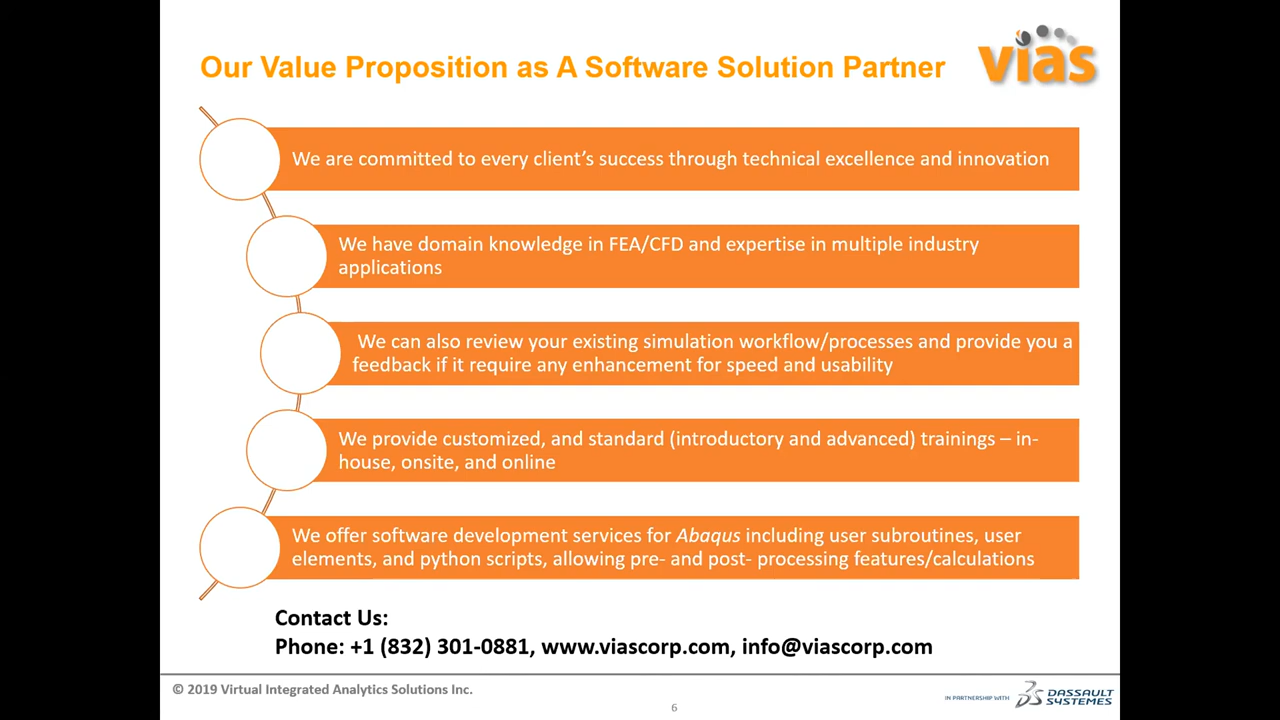 Our Value Proposition as A Software Solution Partner
vias
We are committed to every client's success through technical excellence and innovation
We have domain knowledge in FEA/CFD and expertise in multiple industry
applications
We can also review your existing simulation workflow/processes and provide you a
feedback if it require any enhancement for speed and usability
We provide customized, and standard (introductory and advanced) trainings – in-
house, onsite, and online
We offer software development services for Abaqus including user subroutines, user
elements, and python scripts, allowing pre- and post- processing features/calculations
Contact Us:
Phone: +1 (832) 301-0881, www.viascorp.com, info@viascorp.com
© 2019 Virtual Integrated Analytics Solutions Inc.
IN PARTNERSHIP WITH
DASSAULT
SYSTEMES
6